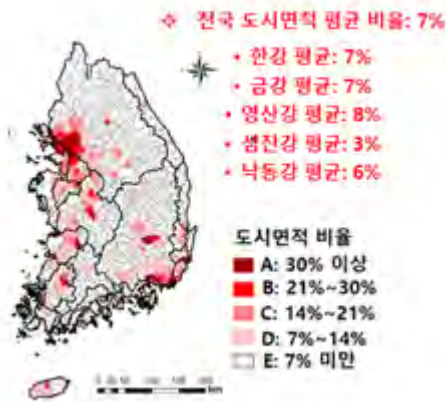 ❖ 전국 도시면적 평균 비율: 7%
• 한강 평균: 7%
• 금강 평균: 7%
• 영산강 평균: 8%
• 섬진강 평균: 3%
• 낙동강 평균: 6%
도시면적 비율
A: 30% 이상
B: 21%~30%
C: 14%~21%
D: 7%~14%
E: 7% 미만